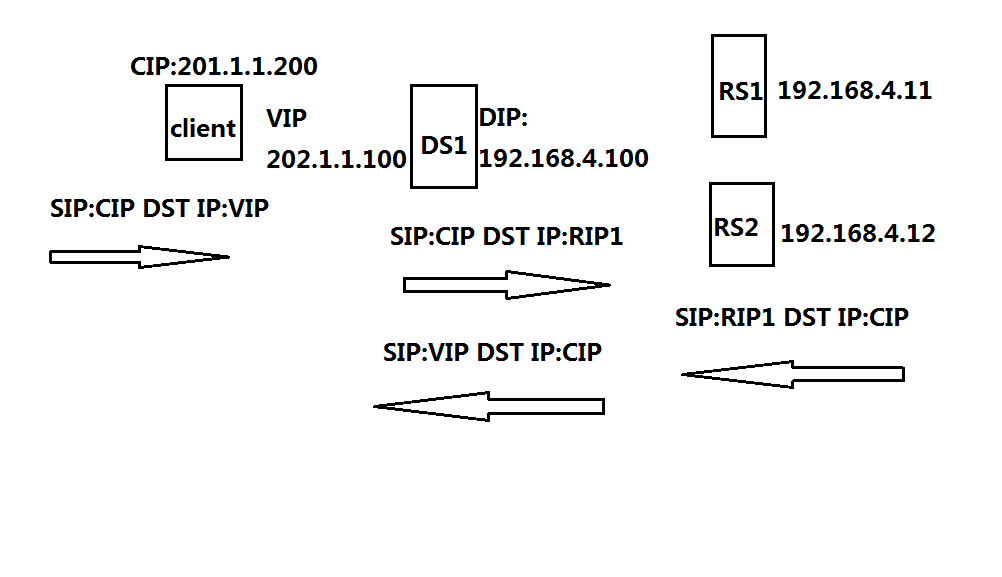 CIP:201.1.1.200
client
VIP
202.1.1.100
DS1
DIP:
192.168.4.100
RS1
192.168.4.11
RS2
192.168.4.12
SIP:CIP DST IP:VIP
SIP:CIP DST IP:RIP1
SIP:RIP1 DST IP:CIP
SIP:VIP DST IP:CIP